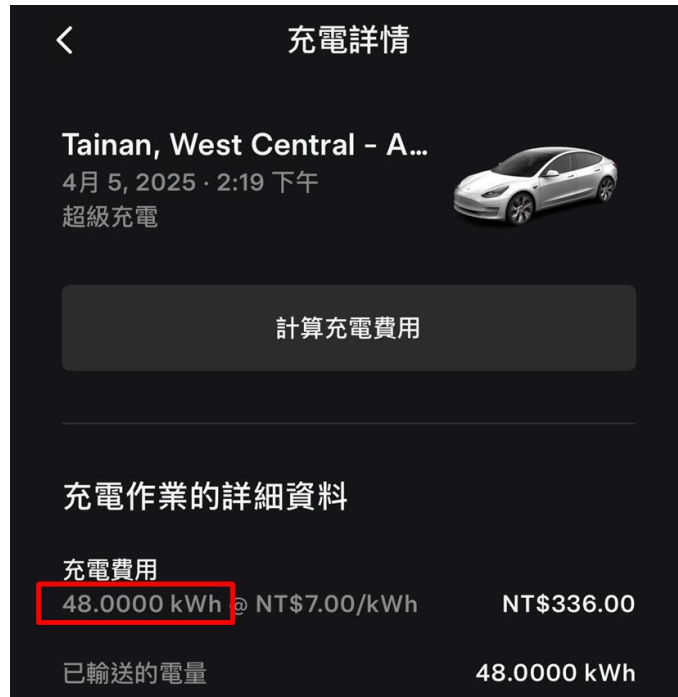 充電詳情
Tainan, West Central - A...
4月 5, 2025 · 2:19 下午
超級充電
計算充電費用
充電作業的詳細資料
充電費用
48.0000 kWh @ NT$7.00/kWh NT$336.00
已輸送的電量 48.0000 kWh